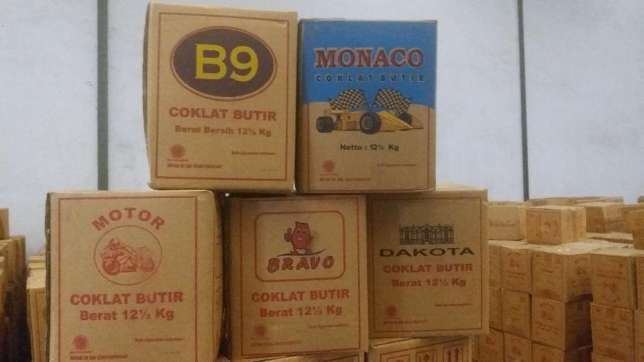 B9
COKLAT BUTIR
Berat Bersih 12½ Kg
MONACO
COKLAT BUTIR
Netto : 12½ Kg
MOTOR
COKLAT BUTIR
Berat 12½ Kg
BRAVO
COKLAT BUTIR
Berat 12½ Kg
DAKOTA
COKLAT BUTIR
Berat 12½ Kg